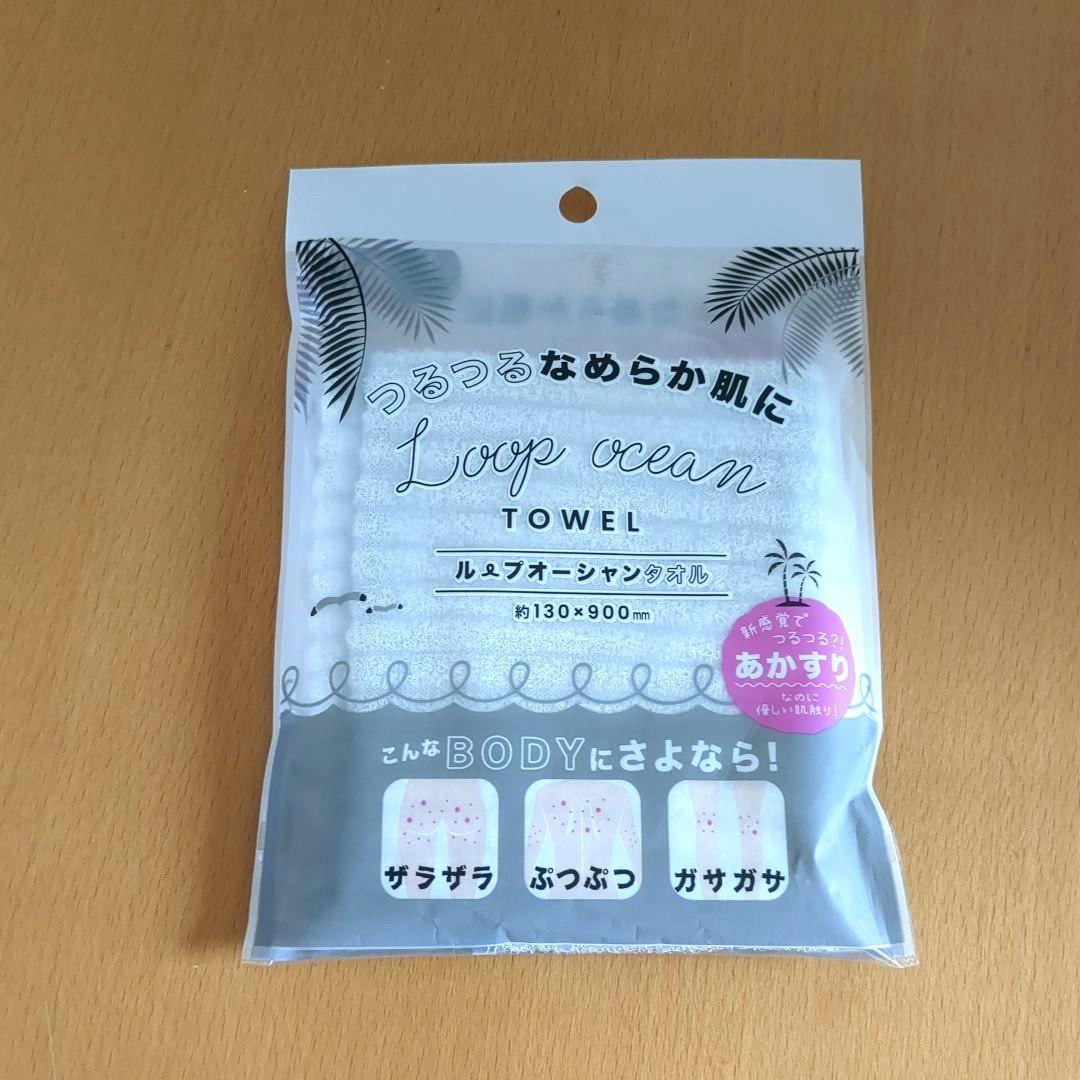 つるつるなめらか肌に
Loop ocean
TOWEL
ループオーシャンタオル
約130×900mm
新感覚で
つるつる?!
あかすり
なのに
優しい肌触り!
こんなBODYにさよなら!
ザラザラ
ぷつぷつ
ガサガサ